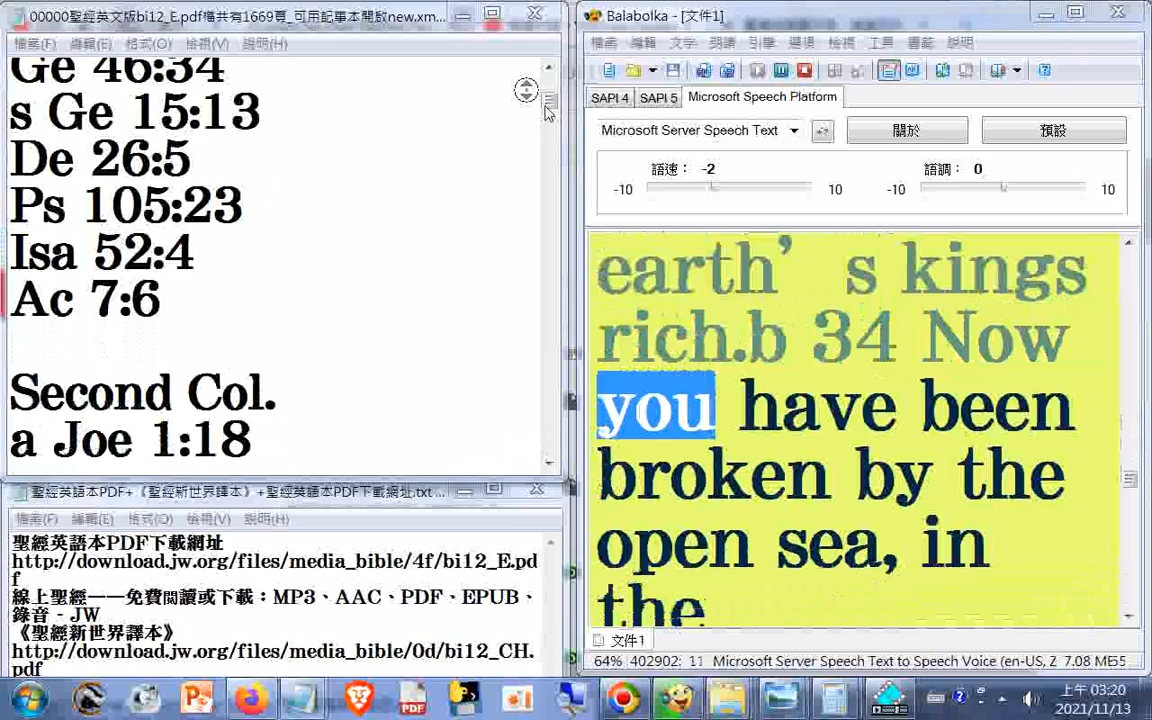 00000聖經英文版bi12_E.pdf檔共有1669頁_可用記事本開啟new.xm...
檔案(F) 編輯(E) 格式(O) 檢視(V) 說明(H)
Ge 46:34
s Ge 15:13
De 26:5
Ps 105:23
Isa 52:4
Ac 7:6
Second Col.
a Joe 1:18
聖經英語本PDF+《聖經新世界譯本》+聖經英語本PDF下載網址.txt ...
檔案(F) 編輯(E) 格式(O) 檢視(V) 說明(H)
聖經英語本PDF下載網址
http://download.jw.org/files/media_bible/4f/bi12_E.pd
f
線上聖經——免費閱讀或下載：MP3、AAC、PDF、EPUB、
錄音 - JW
《聖經新世界譯本》
http://download.jw.org/files/media_bible/0d/bi12_CH.
pdf
Balabolka - [文件1]
檔案 編輯 文字 朗讀 引擎 選項 檢視 工具 書籤 說明
SAPI 4 SAPI 5 Microsoft Speech Platform
Microsoft Server Speech Text 關於 預設
語速： -2 語調： 0
-10 10 -10 10
earth’s kings
rich.b 34 Now
you have been
broken by the
open sea, in
the
文件1
64% 402902: 11 Microsoft Server Speech Text to Speech Voice (en-US, Z 7.08 ME55
上午 03:20
2021/11/13